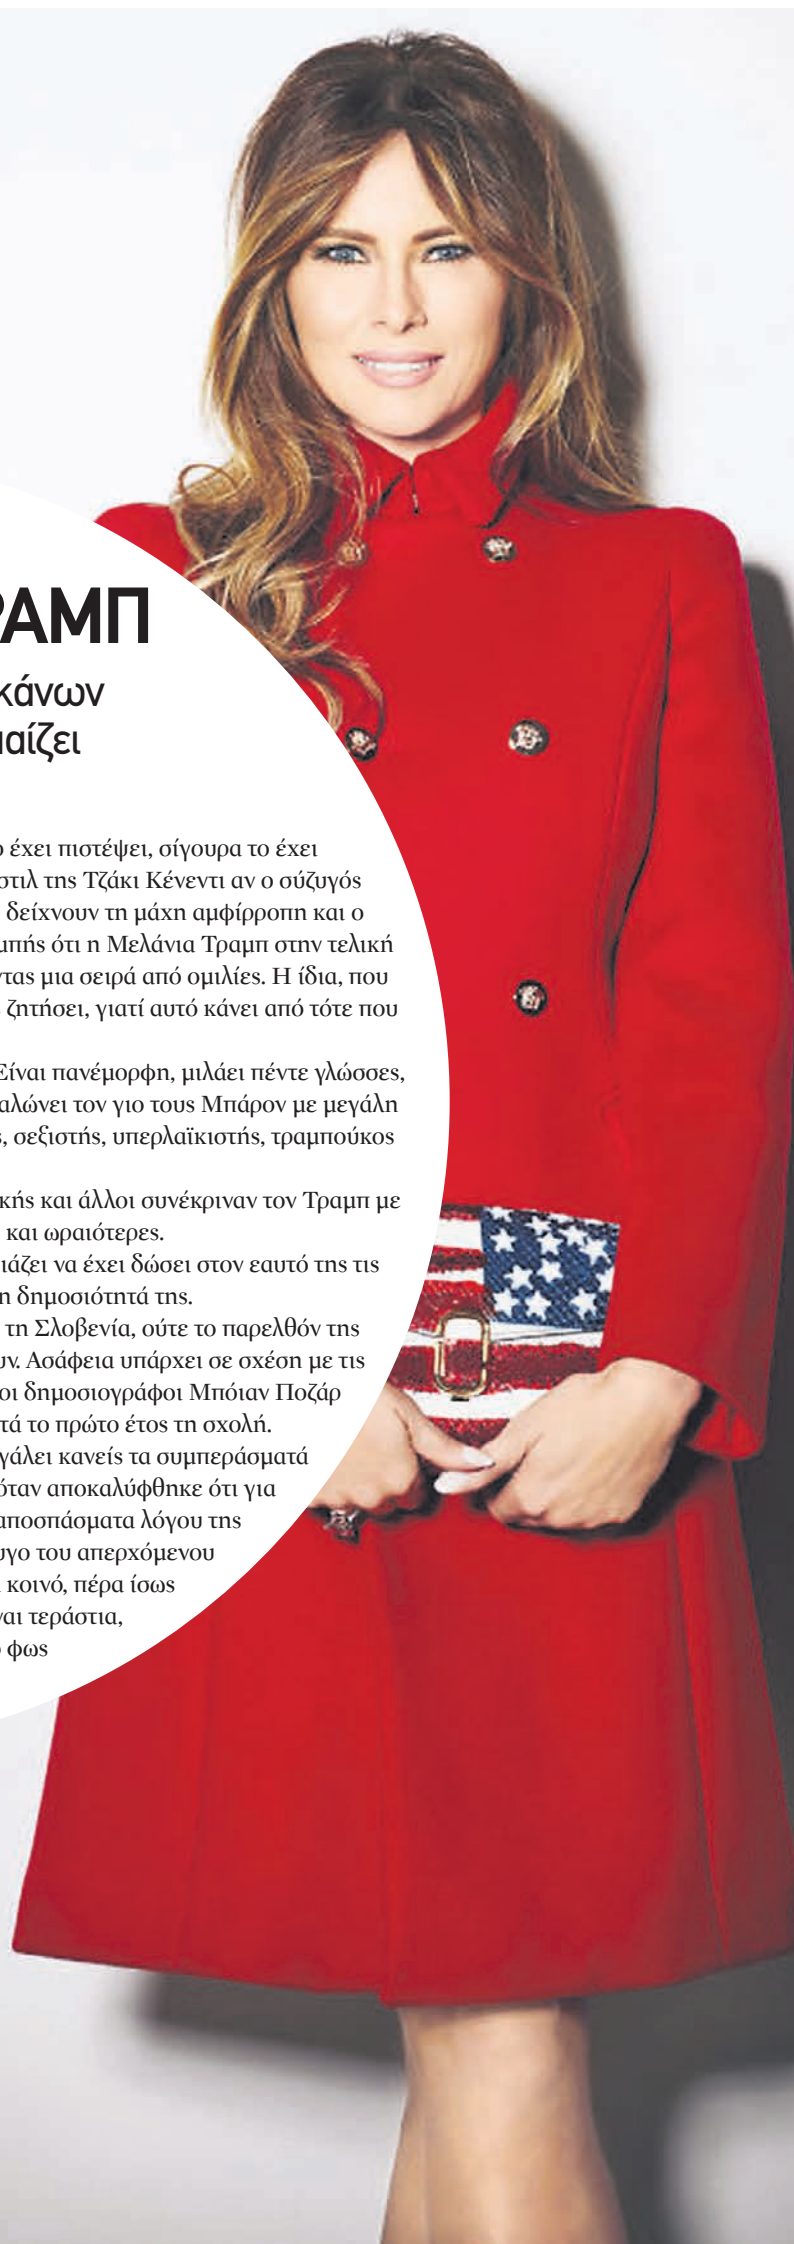 ΡΑΜΠ
κάνων
παίζει
έχει πιστέψει, σίγουρα το έχει
στιλ της Τζάκι Κένεντι αν ο σύζυγός
δείχνουν τη μάχη αμφίρροπη και ο
μπής ότι η Μελάνια Τραμπ στην τελική
ντας μια σειρά από ομιλίες. Η ίδια, που
ζητήσει, γιατί αυτό κάνει από τότε που
Είναι πανέμορφη, μιλάει πέντε γλώσσες,
αλώνει τον γιο τους Μπάρον με μεγάλη
ς, σεξιστής, υπερλαϊκιστής, τραμπούκος
κής και άλλοι συνέκριναν τον Τραμπ με
και ωραιότερες.
ιάζει να έχει δώσει στον εαυτό της τις
η δημοσιότητά της.
τη Σλοβενία, ούτε το παρελθόν της
υν. Ασάφεια υπάρχει σε σχέση με τις
οι δημοσιογράφοι Μπόιαν Ποζάρ
τά το πρώτο έτος τη σχολή.
γάλει κανείς τα συμπεράσματά
όταν αποκαλύφθηκε ότι για
αποσπάσματα λόγου της
υγο του απερχόμενου
κοινό, πέρα ίσως
ναι τεράστια,
φως